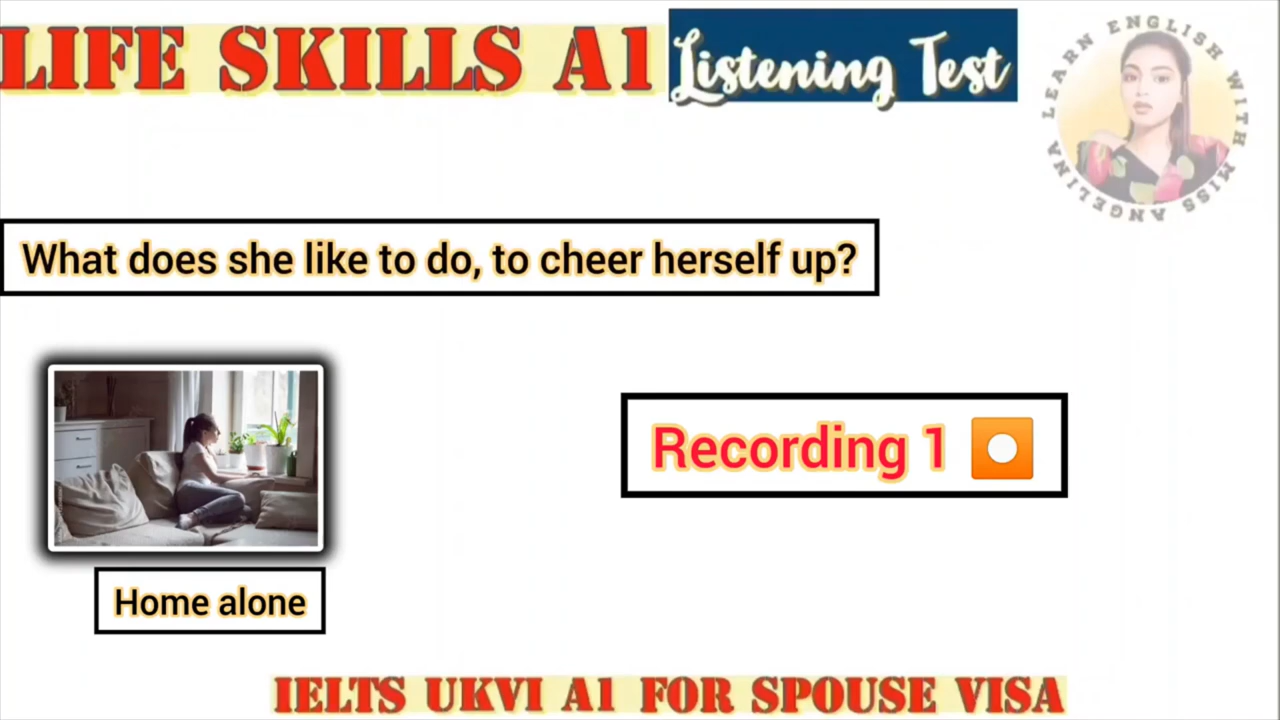 LIFE SKILLS A1 Listening Test
LEARN ENGLISH WITH MISS ANGELINA
What does she like to do, to cheer herself up?
Recording 1
Home alone
IELTS UKVI A1 FOR SPOUSE VISA